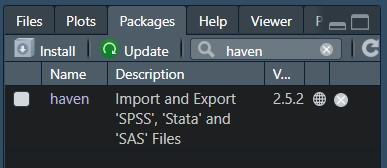 Files Plots Packages Help Viewer P
Install Update haven
Name Description V...
haven Import and Export 2.5.2
'SPSS', 'Stata' and
'SAS' Files